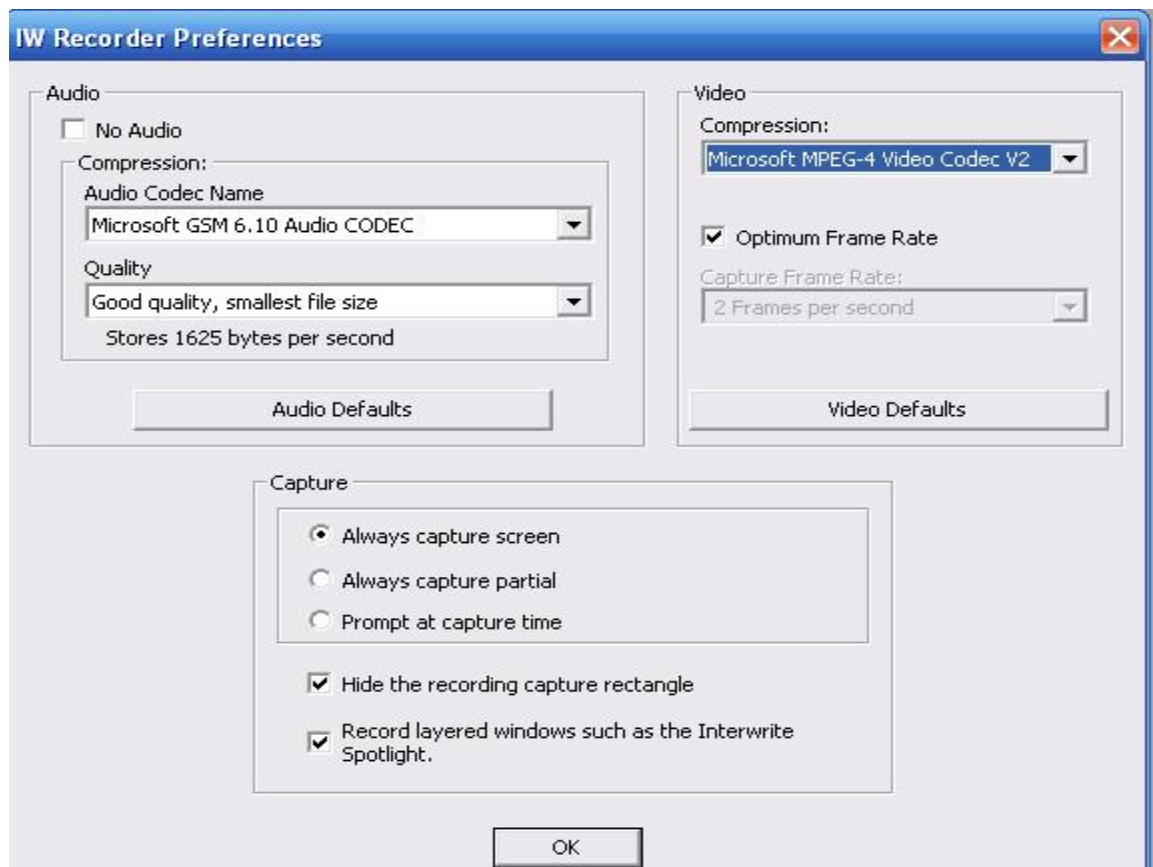 IW Recorder Preferences
Audio
No Audio
Compression:
Audio Codec Name
Microsoft GSM 6.10 Audio CODEC
Quality
Good quality, smallest file size
Stores 1625 bytes per second
Audio Defaults
Video
Compression:
Microsoft MPEG-4 Video Codec V2
Optimum Frame Rate
Capture Frame Rate:
2 Frames per second
Video Defaults
Capture
Always capture screen
Always capture partial
Prompt at capture time
Hide the recording capture rectangle
Record layered windows such as the Interwrite
Spotlight.
OK